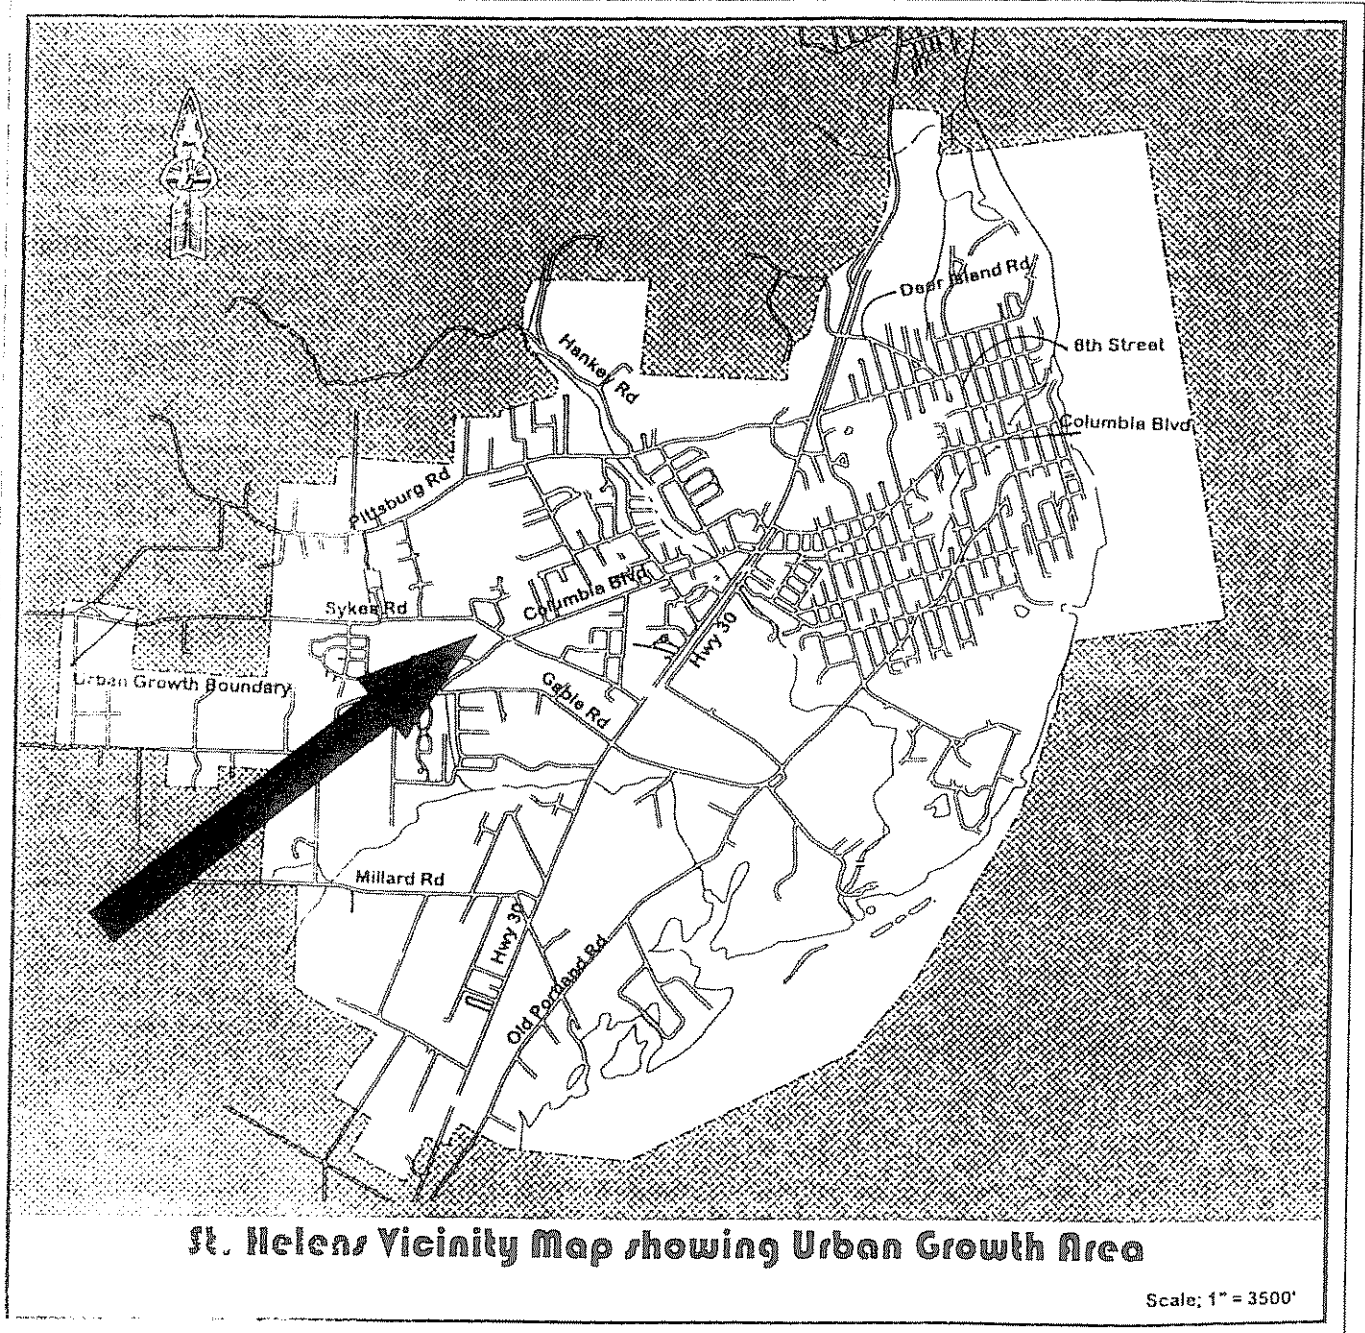 Deer Island Rd
6th Street
Hankey Rd
Columbia Blvd
Pittsburg Rd
Columbia Blvd
Sykes Rd
Hwy 30
Urban Growth Boundary
Gable Rd
Millard Rd
Hwy 30
Old Portland Rd
St. Helens Vicinity Map showing Urban Growth Area
Scale; 1" = 3500'